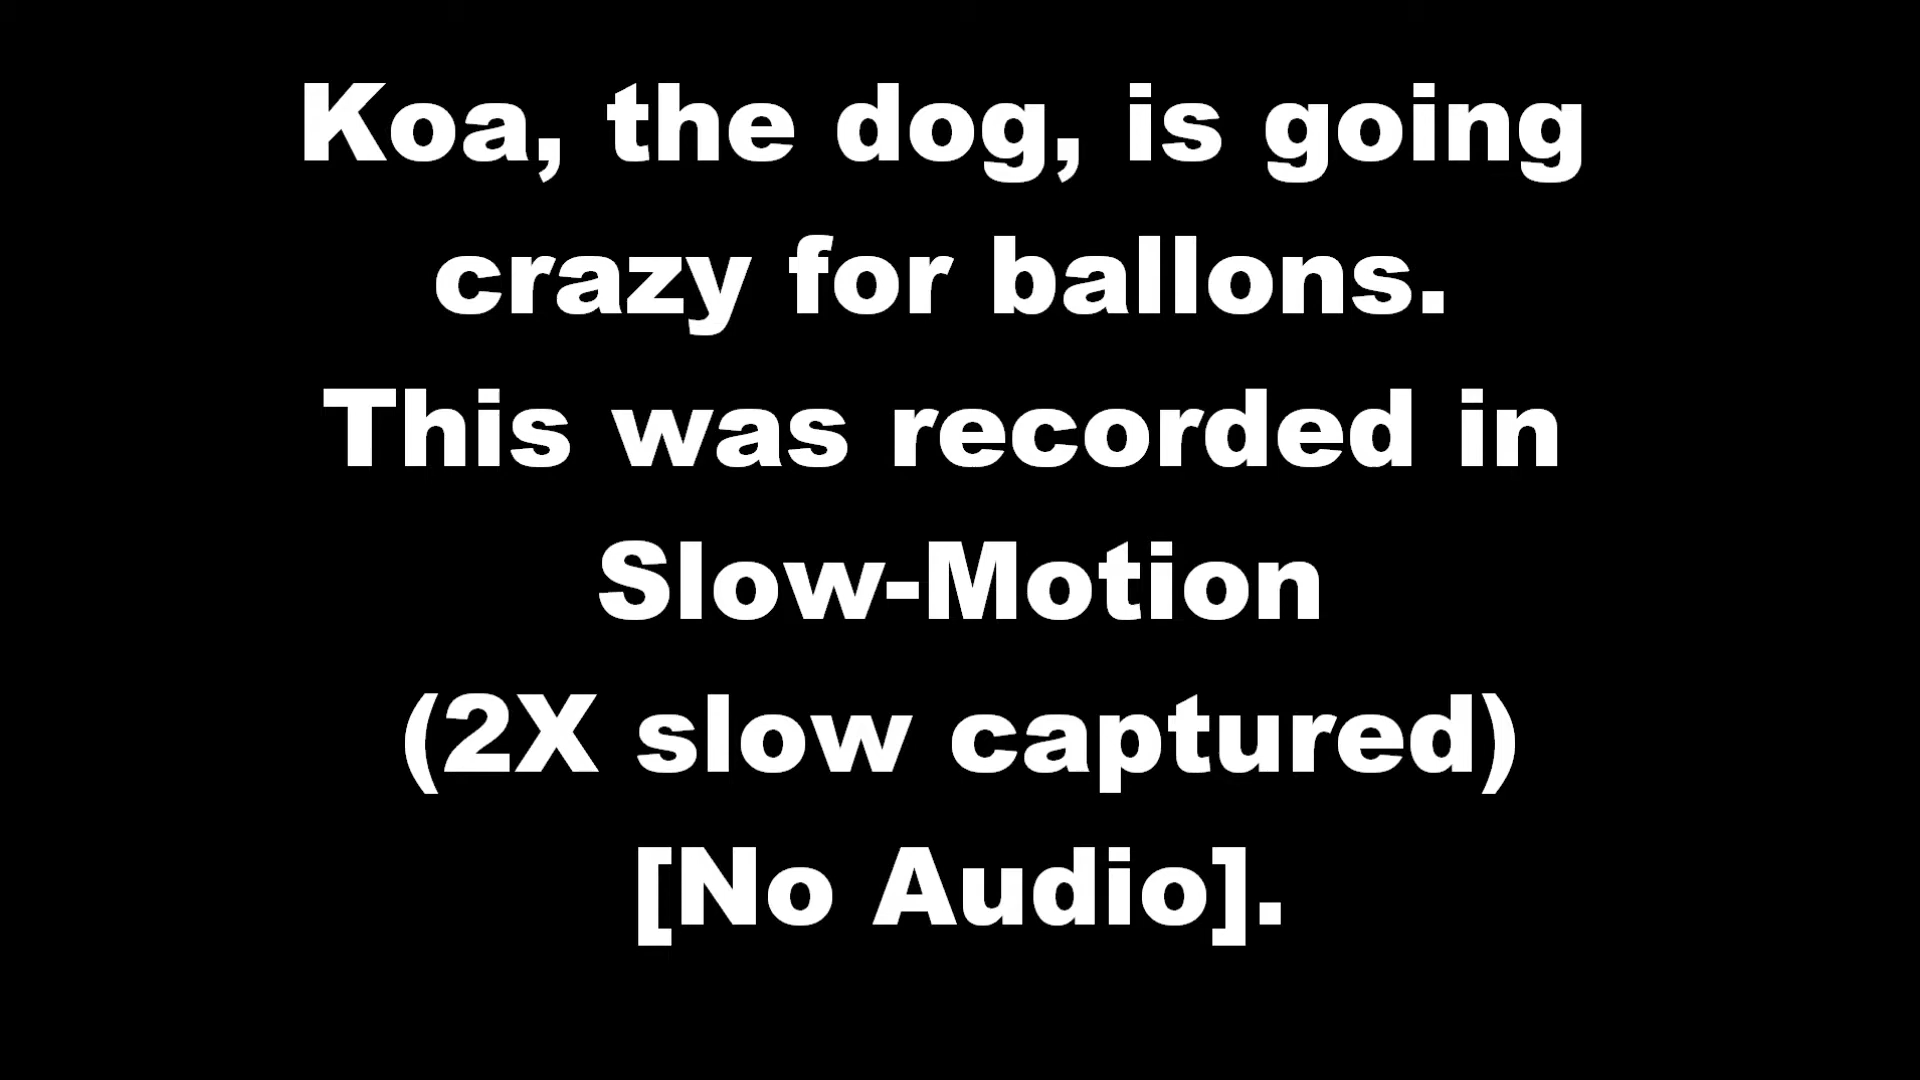 Koa, the dog, is going
crazy for ballons.
This was recorded in
Slow-Motion
(2X slow captured)
[No Audio].